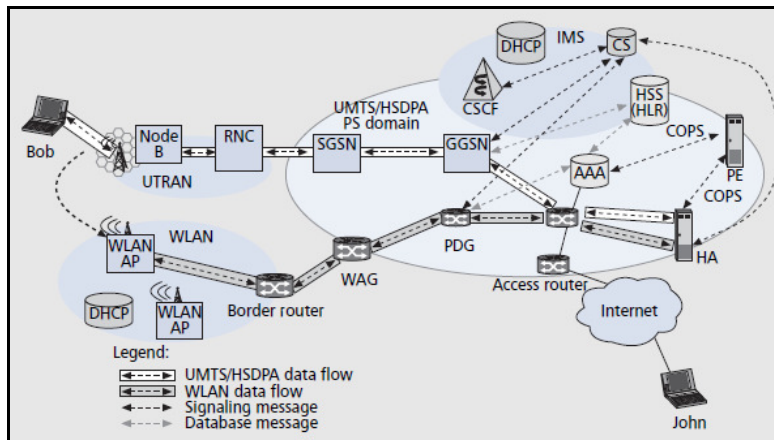 DHCP
IMS
CS
CSCF
HSS
(HLR)
UMTS/HSDPA
PS domain
COPS
Bob
Node
B
RNC
SGSN
GGSN
PE
UTRAN
AAA
COPS
WLAN
AP
WLAN
PDG
HA
WAG
Access router
DHCP
WLAN
AP
Border router
Internet
Legend:
UMTS/HSDPA data flow
WLAN data flow
Signaling message
Database message
John